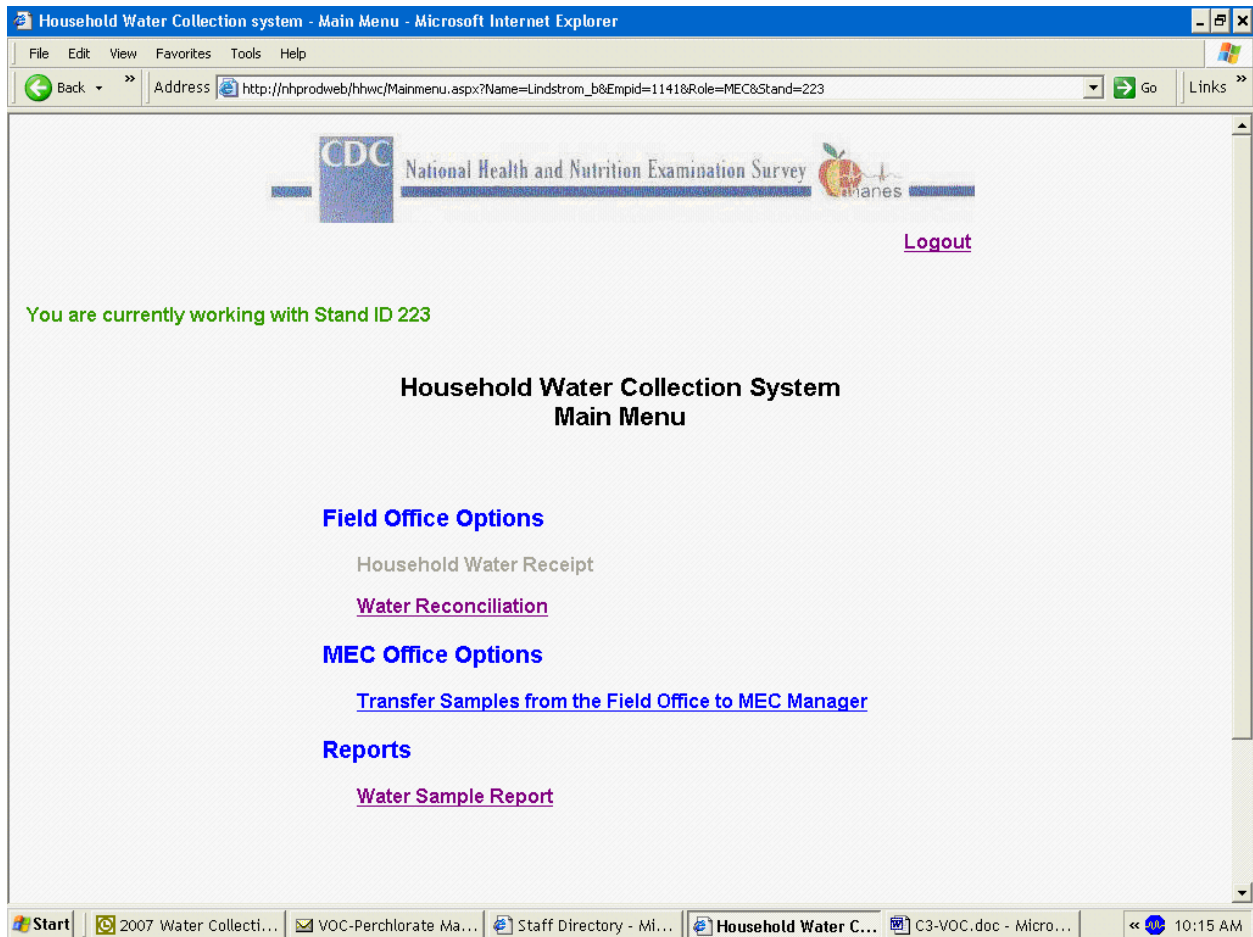 Household Water Collection system - Main Menu - Microsoft Internet Explorer
File Edit View Favorites Tools Help
Back Address http://nhprodweb/hhwc/Mainmenu.aspx?Name=Lindstrom_b&Empid=1141&Role=MEC&Stand=223 Go Links »
CDC National Health and Nutrition Examination Survey nhanes
Logout
You are currently working with Stand ID 223
Household Water Collection System
Main Menu
Field Office Options
Household Water Receipt
Water Reconciliation
MEC Office Options
Transfer Samples from the Field Office to MEC Manager
Reports
Water Sample Report
Start 2007 Water Collecti... VOC-Perchlorate Ma... Staff Directory - Mi... Household Water C... C3-VOC.doc - Micro... « 10:15 AM